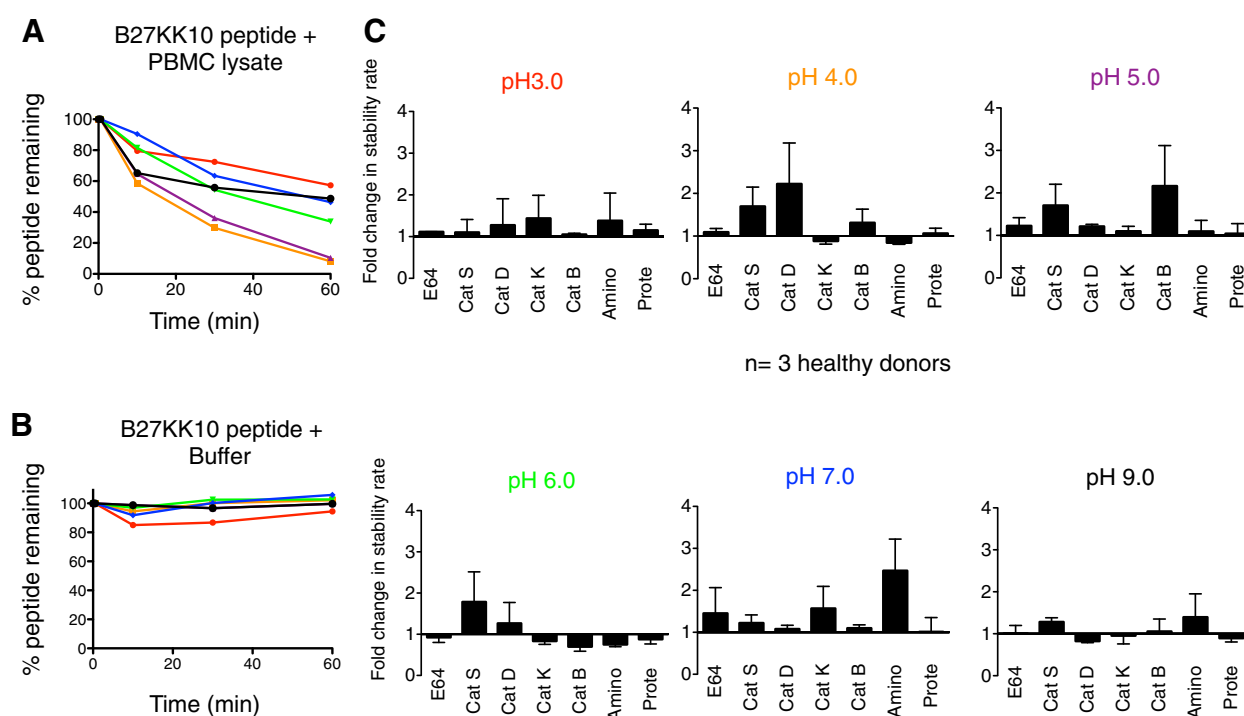 A
B27KK10 peptide +
PBMC lysate
% peptide remaining
100
80
60
40
20
0
0 20 40 60
Time (min)
C
pH3.0
pH 4.0
pH 5.0
Fold change in stability rate
4
3
2
1
0
E64 Cat S Cat D Cat K Cat B Amino Prote
4
3
2
1
0
E64 Cat S Cat D Cat K Cat B Amino Prote
4
3
2
1
0
E64 Cat S Cat D Cat K Cat B Amino Prote
n= 3 healthy donors
B
B27KK10 peptide +
Buffer
% peptide remaining
100
80
60
40
20
0
0 20 40 60
Time (min)
pH 6.0
pH 7.0
pH 9.0
Fold change in stability rate
4
3
2
1
0
E64 Cat S Cat D Cat K Cat B Amino Prote
4
3
2
1
0
E64 Cat S Cat D Cat K Cat B Amino Prote
4
3
2
1
0
E64 Cat S Cat D Cat K Cat B Amino Prote